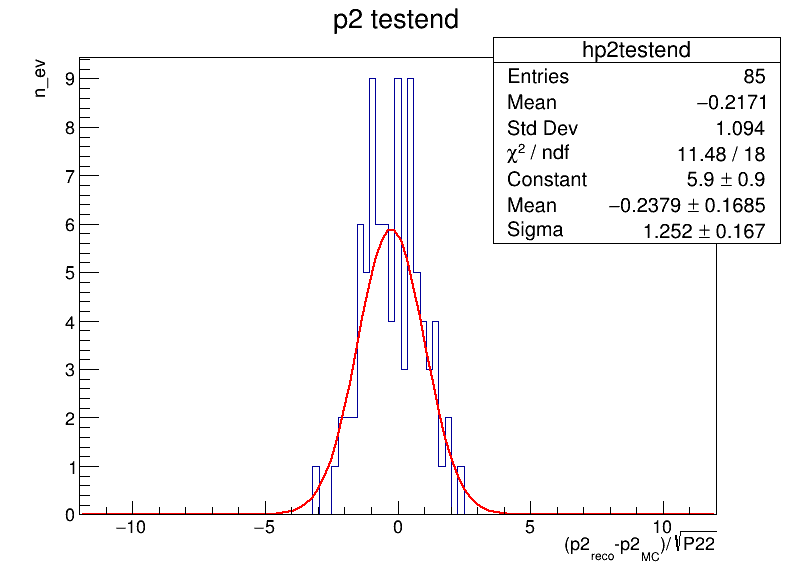 p2 testend
hp2testend
Entries 85
Mean −0.2171
Std Dev 1.094
χ² / ndf 11.48 / 18
Constant 5.9 ± 0.9
Mean −0.2379 ± 0.1685
Sigma 1.252 ± 0.167
n_ev
9
8
7
6
5
4
3
2
1
0
−10 −5 0 5 10
(p2reco-p2MC)/√P22